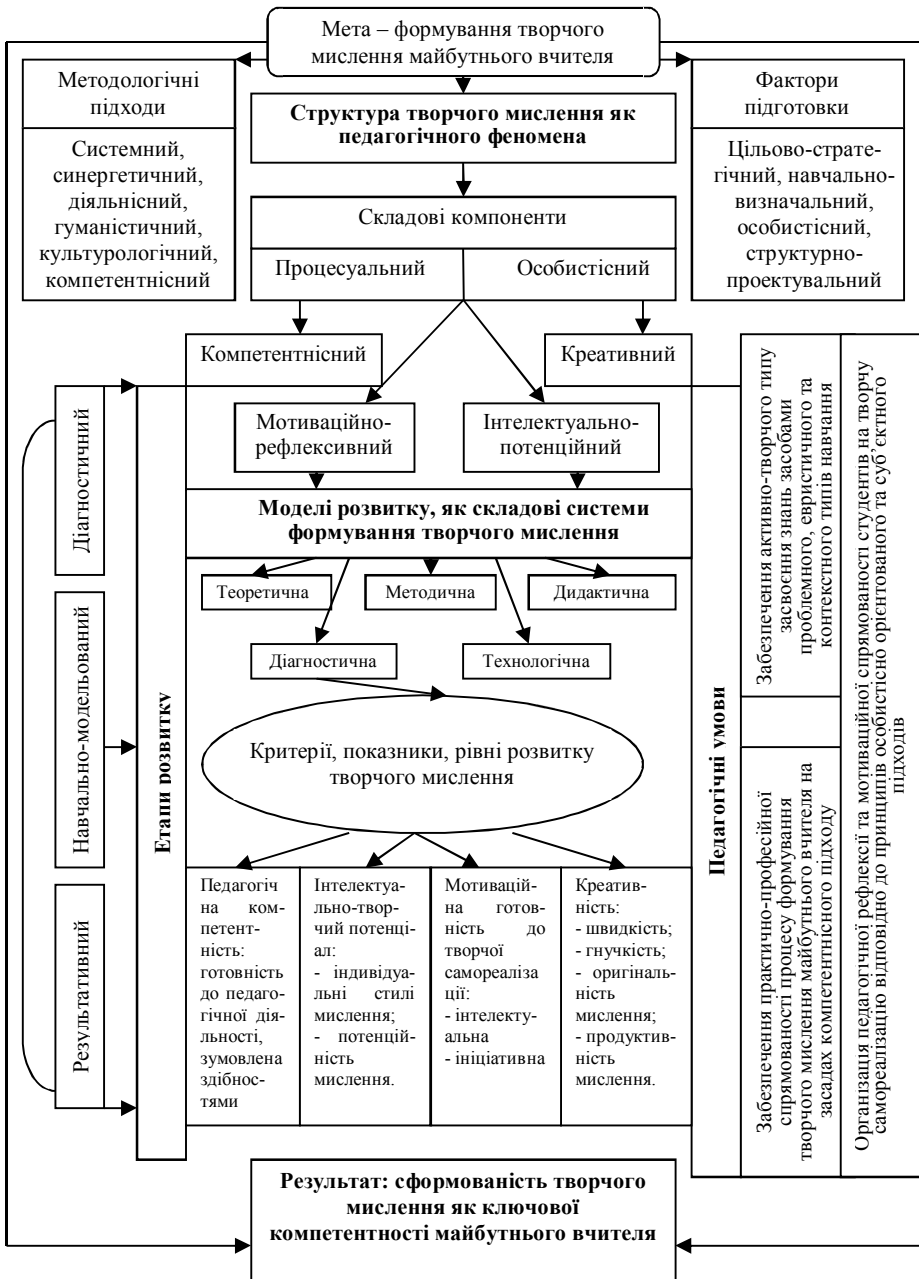 Мета – формування творчого
мислення майбутнього вчителя
Методологічні
підходи
Системний,
синергетичний,
діяльнісний,
гуманістичний,
культурологічний,
компетентнісний
Структура творчого мислення як
педагогічного феномена
Фактори
підготовки
Цільово-страте-
гічний, навчально-
визначальний,
особистісний,
структурно-
проектувальний
Складові компоненти
Процесуальний
Особистісний
Компетентнісний
Креативний
Мотиваційно-
рефлексивний
Інтелектуально-
потенційний
Моделі розвитку, як складові системи
формування творчого мислення
Теоретична
Методична
Дидактична
Діагностична
Технологічна
Критерії, показники, рівні розвитку
творчого мислення
Педагогіч
на ком-
петент-
ність:
готовність
до педаго-
гічної дія-
льності,
зумовлена
здібнос-
тями
Інтелектуа-
льно-твор-
чий потенці-
ал:
- індивіду-
альні стилі
мислення;
- потенцій-
ність
мислення.
Мотивацій-
на готов-
ність до
творчої
самореаліза
ції:
- інтелекту-
альна
- ініціативна
Креатив-
ність:
- швидкість;
- гнучкість;
- оригіналь-
ність
мислення;
- продуктив-
ність
мислення.
Діагностичний
Навчально-модельований
Результативний
Етапи розвитку
Педагогічні умови
Забезпечення активно-творчого типу
засвоєння знань засобами
проблемного, евристичного та
контекстного типів навчання
Забезпечення практично-професійної
спрямованості процесу формування
творчого мислення майбутнього вчителя на
засадах компетентнісного підходу
Організація педагогічної рефлексії та мотиваційної спрямованості студентів на творчу
самореалізацію відповідно до принципів особистісно орієнтованого та суб’єктного
підходів
Результат: сформованість творчого
мислення як ключової
компетентності майбутнього вчителя